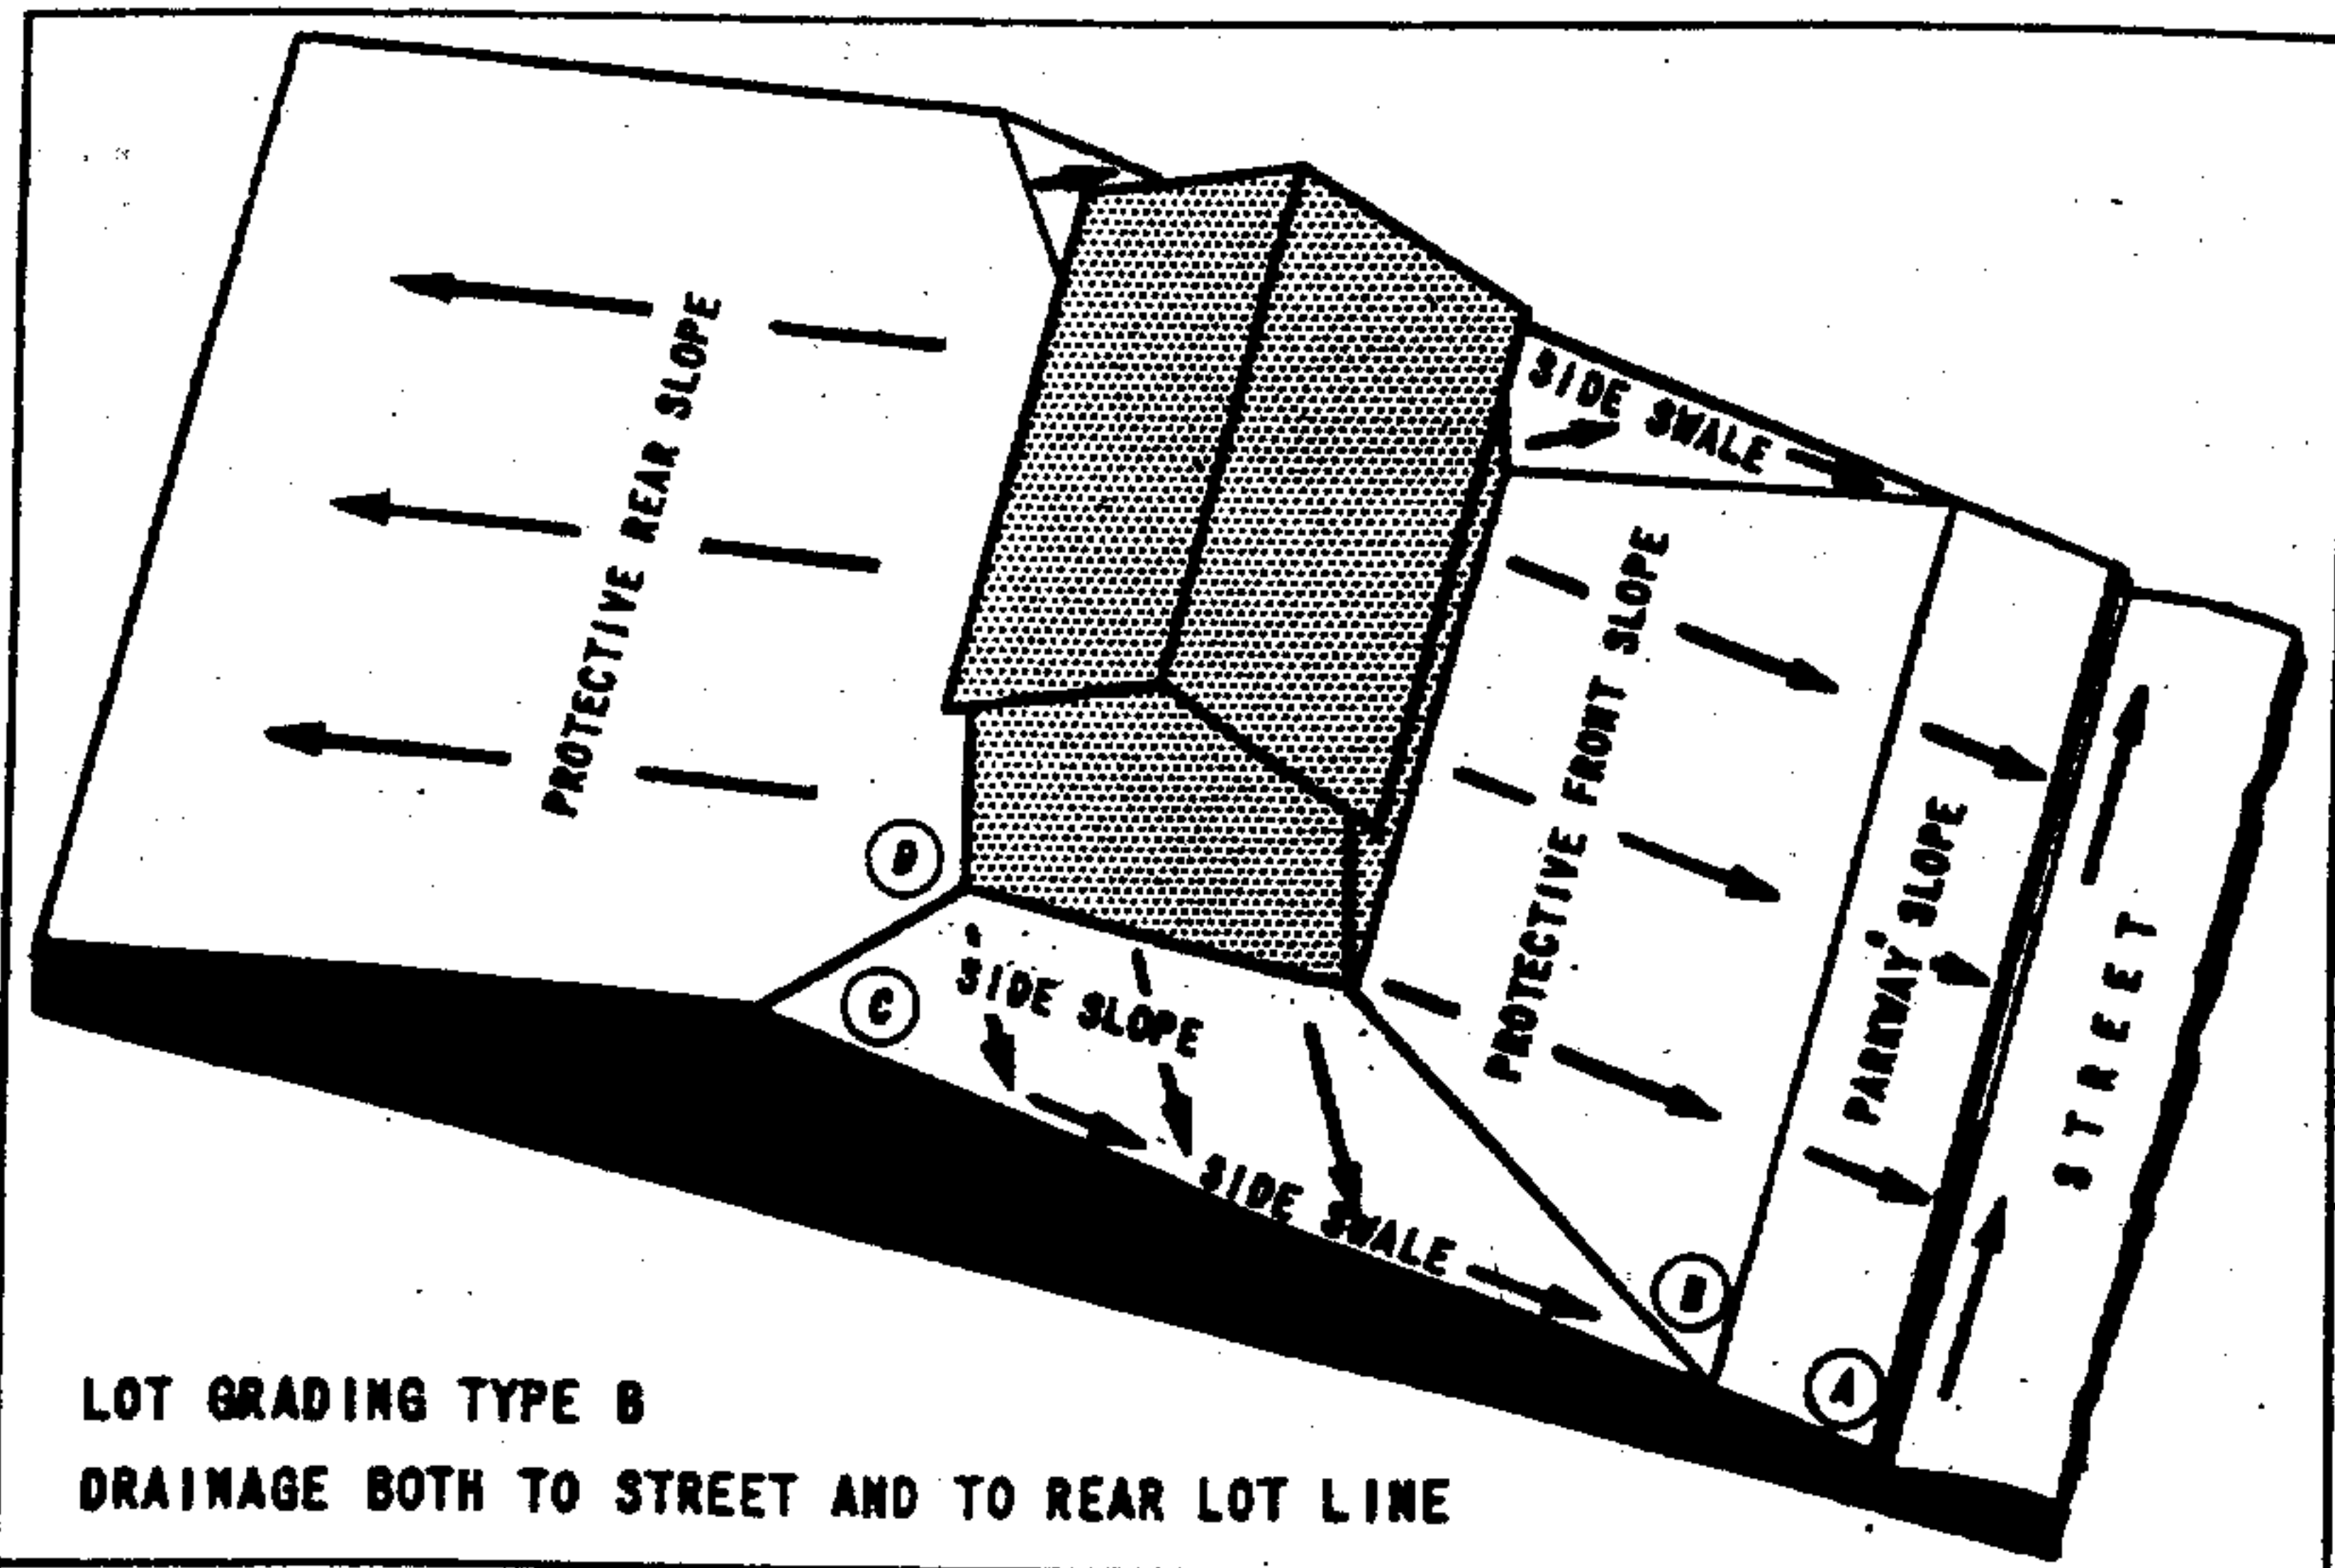 PROTECTIVE REAR SLOPE
SIDE SWALE
PROTECTIVE FRONT SLOPE
PARKWAY SLOPE
STREET
D
C
SIDE SLOPE
SIDE SWALE
B
A
LOT GRADING TYPE B
DRAINAGE BOTH TO STREET AND TO REAR LOT LINE